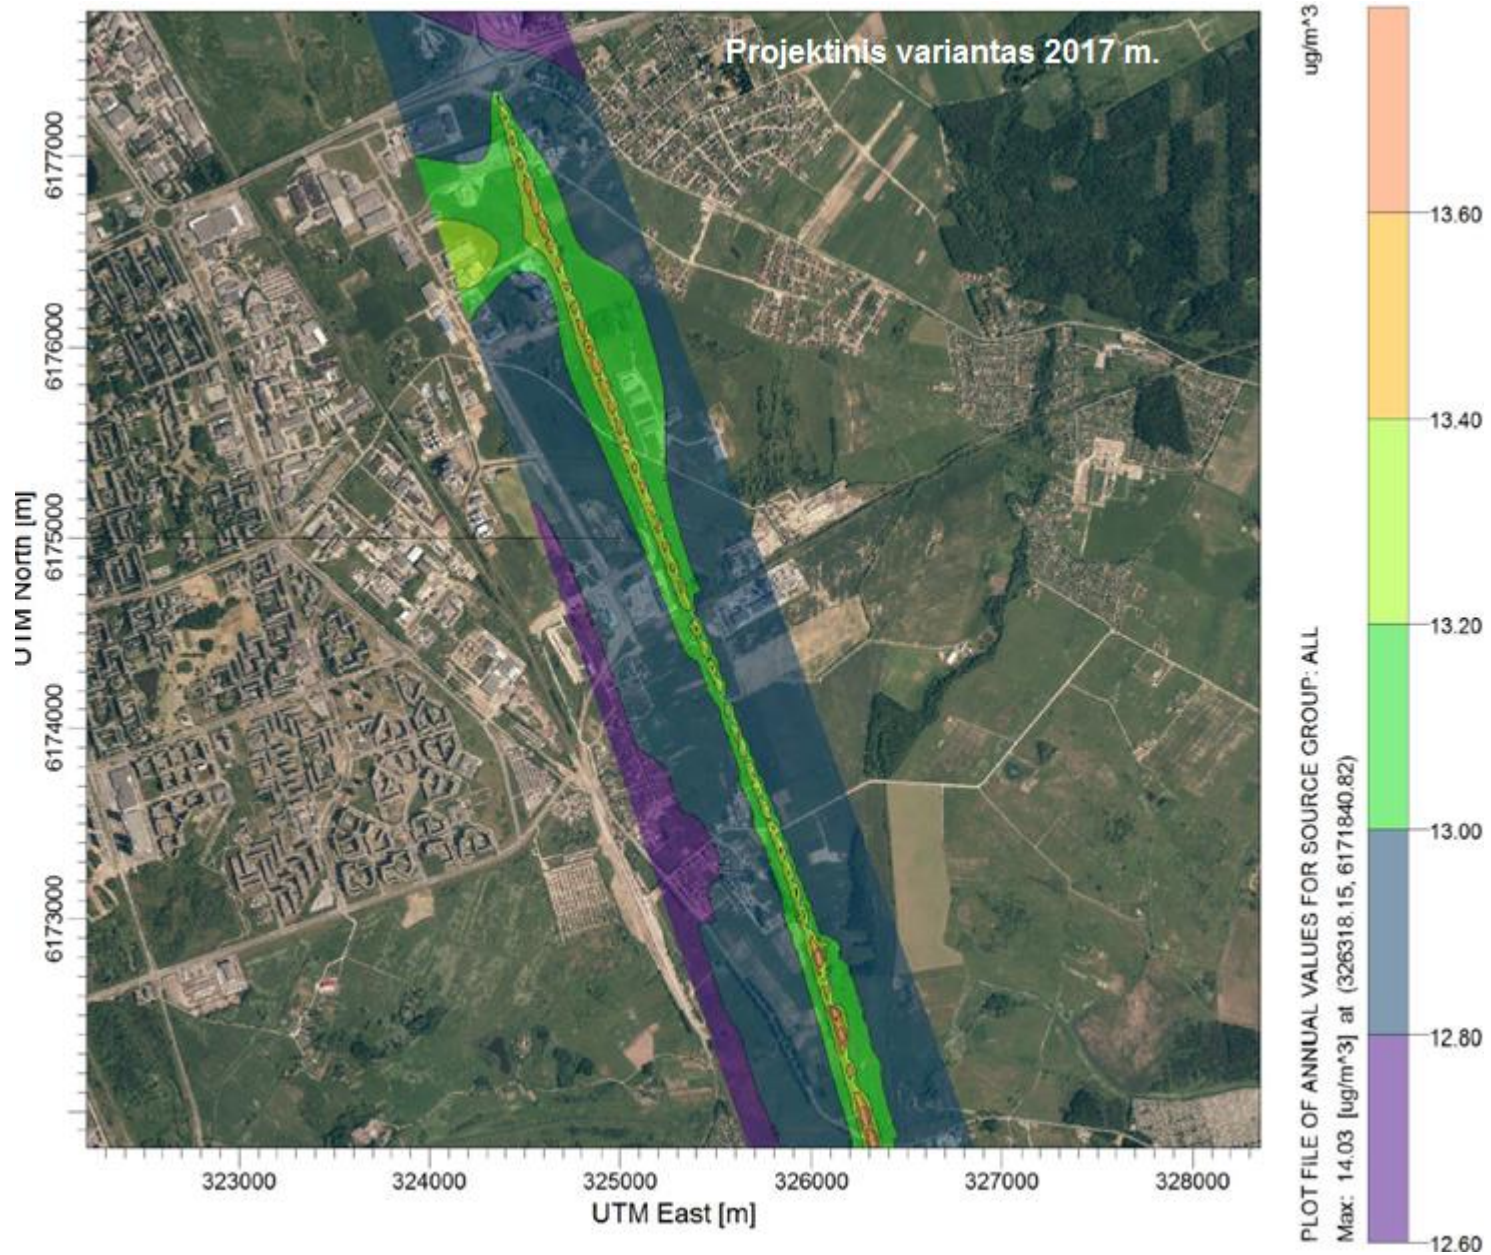 Projektinis variantas 2017 m.
UTM North [m]
6177000
6176000
6175000
6174000
6173000
323000
324000
325000
326000
327000
328000
UTM East [m]
PLOT FILE OF ANNUAL VALUES FOR SOURCE GROUP: ALL
Max: 14.03 [ug/m^3] at (326318.15, 6171840.82)
ug/m^3
13.60
13.40
13.20
13.00
12.80
12.60